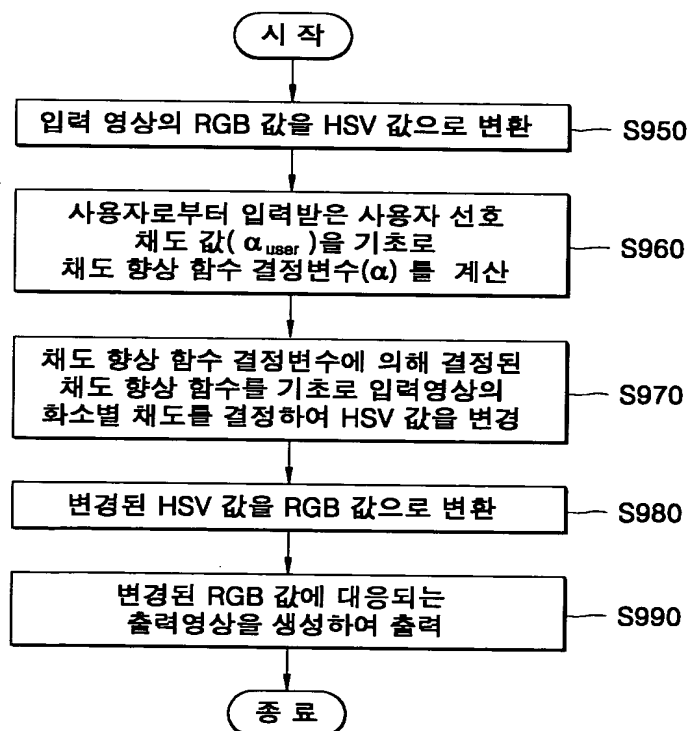 시 작
입력 영상의 RGB 값을 HSV 값으로 변환
S950
사용자로부터 입력받은 사용자 선호
채도 값( α user )을 기초로
채도 향상 함수 결정변수(α) 를 계산
S960
채도 향상 함수 결정변수에 의해 결정된
채도 향상 함수를 기초로 입력영상의
화소별 채도를 결정하여 HSV 값을 변경
S970
변경된 HSV 값을 RGB 값으로 변환
S980
변경된 RGB 값에 대응되는
출력영상을 생성하여 출력
S990
종 료